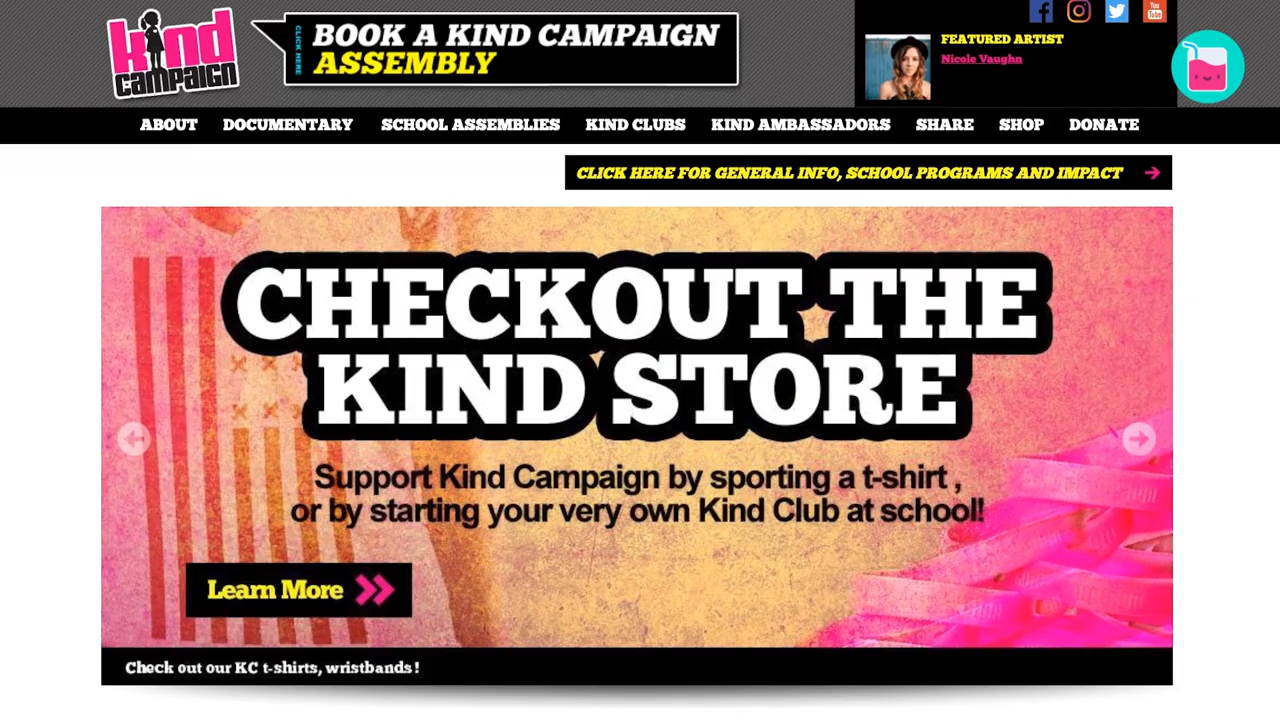 kind
campaign
CLICK HERE
BOOK A KIND CAMPAIGN
ASSEMBLY
You
Tube
FEATURED ARTIST
Nicole Vaughn
ABOUT DOCUMENTARY SCHOOL ASSEMBLIES KIND CLUBS KIND AMBASSADORS SHARE SHOP DONATE
CLICK HERE FOR GENERAL INFO, SCHOOL PROGRAMS AND IMPACT
CHECKOUT THE
KIND STORE
Support Kind Campaign by sporting a t-shirt ,
or by starting your very own Kind Club at school!
Learn More
Check out our KC t-shirts, wristbands!